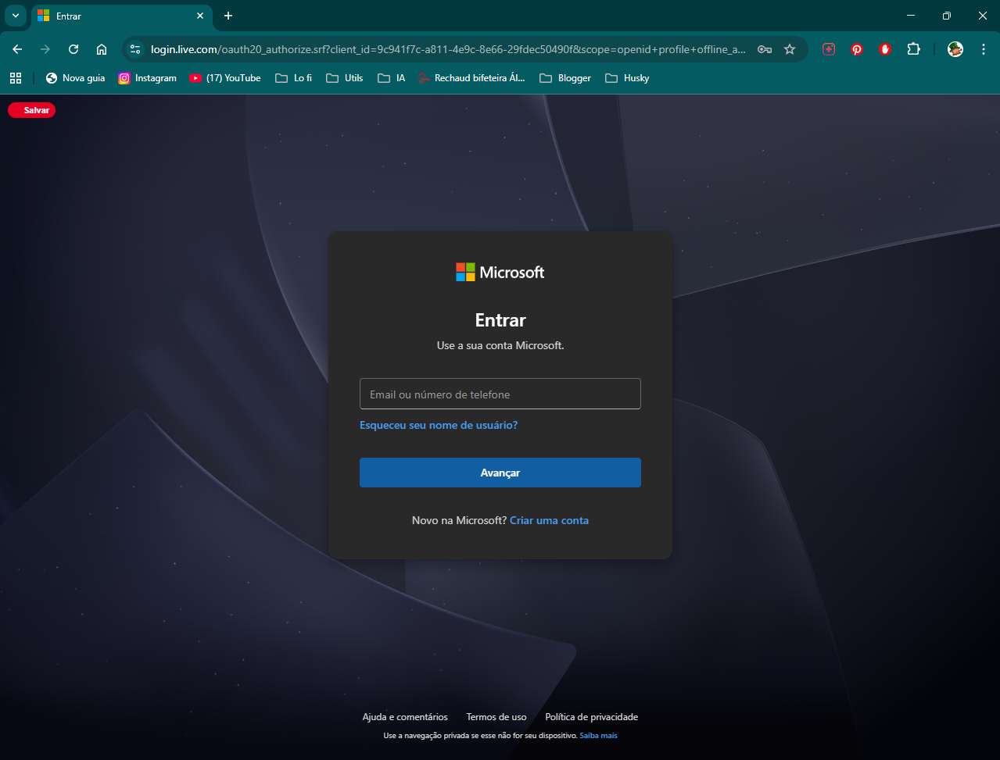 Entrar
login.live.com/oauth20_authorize.srf?client_id=9c941f7c-a811-4e9c-8e66-29fdec50490f&scope=openid+profile+offline_a...
Nova guia Instagram (17) YouTube Lo fi Utils IA Rechaud bifeteira Ál... Blogger Husky
Salvar
Microsoft
Entrar
Use a sua conta Microsoft.
Email ou número de telefone
Esqueceu seu nome de usuário?
Avançar
Novo na Microsoft? Criar uma conta
Ajuda e comentários Termos de uso Política de privacidade
Use a navegação privada se esse não for seu dispositivo. Saiba mais